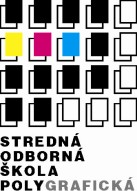 STREDNÁ
ODBORNÁ
ŠKOLA
POLYGRAFICKÁ